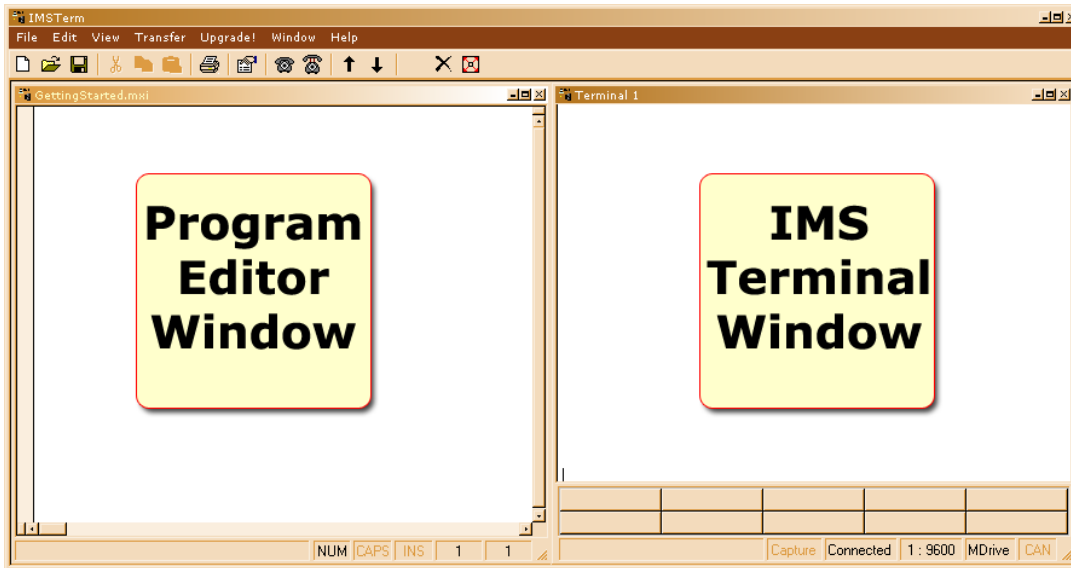 IMSTerm
File Edit View Transfer Upgrade! Window Help
GettingStarted.mxi
Program
Editor
Window
NUM CAPS INS 1 1
Terminal 1
IMS
Terminal
Window
Capture Connected 1 : 9600 MDrive CAN